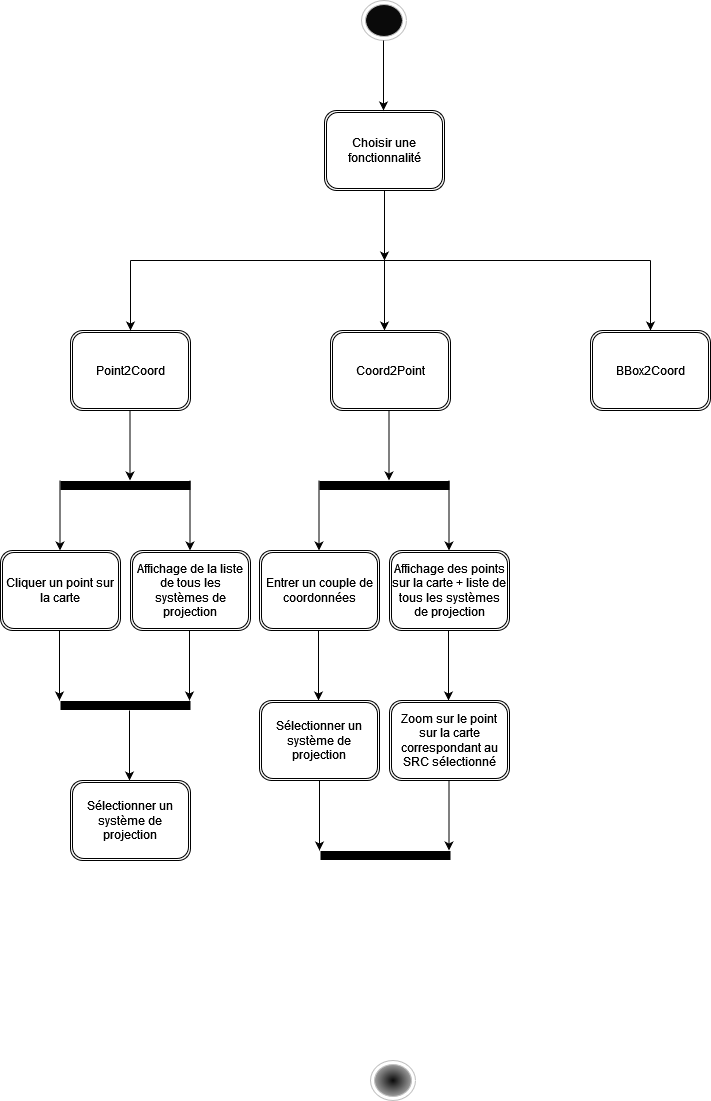 Choisir une
fonctionnalité
Point2Coord
Coord2Point
BBox2Coord
Cliquer un point sur
la carte
Affichage de la liste
de tous les
systèmes de
projection
Entrer un couple de
coordonnées
Affichage des points
sur la carte + liste de
tous les systèmes
de projection
Sélectionner un
système de
projection
Zoom sur le point
sur la carte
correspondant au
SRC sélectionné
Sélectionner un
système de
projection